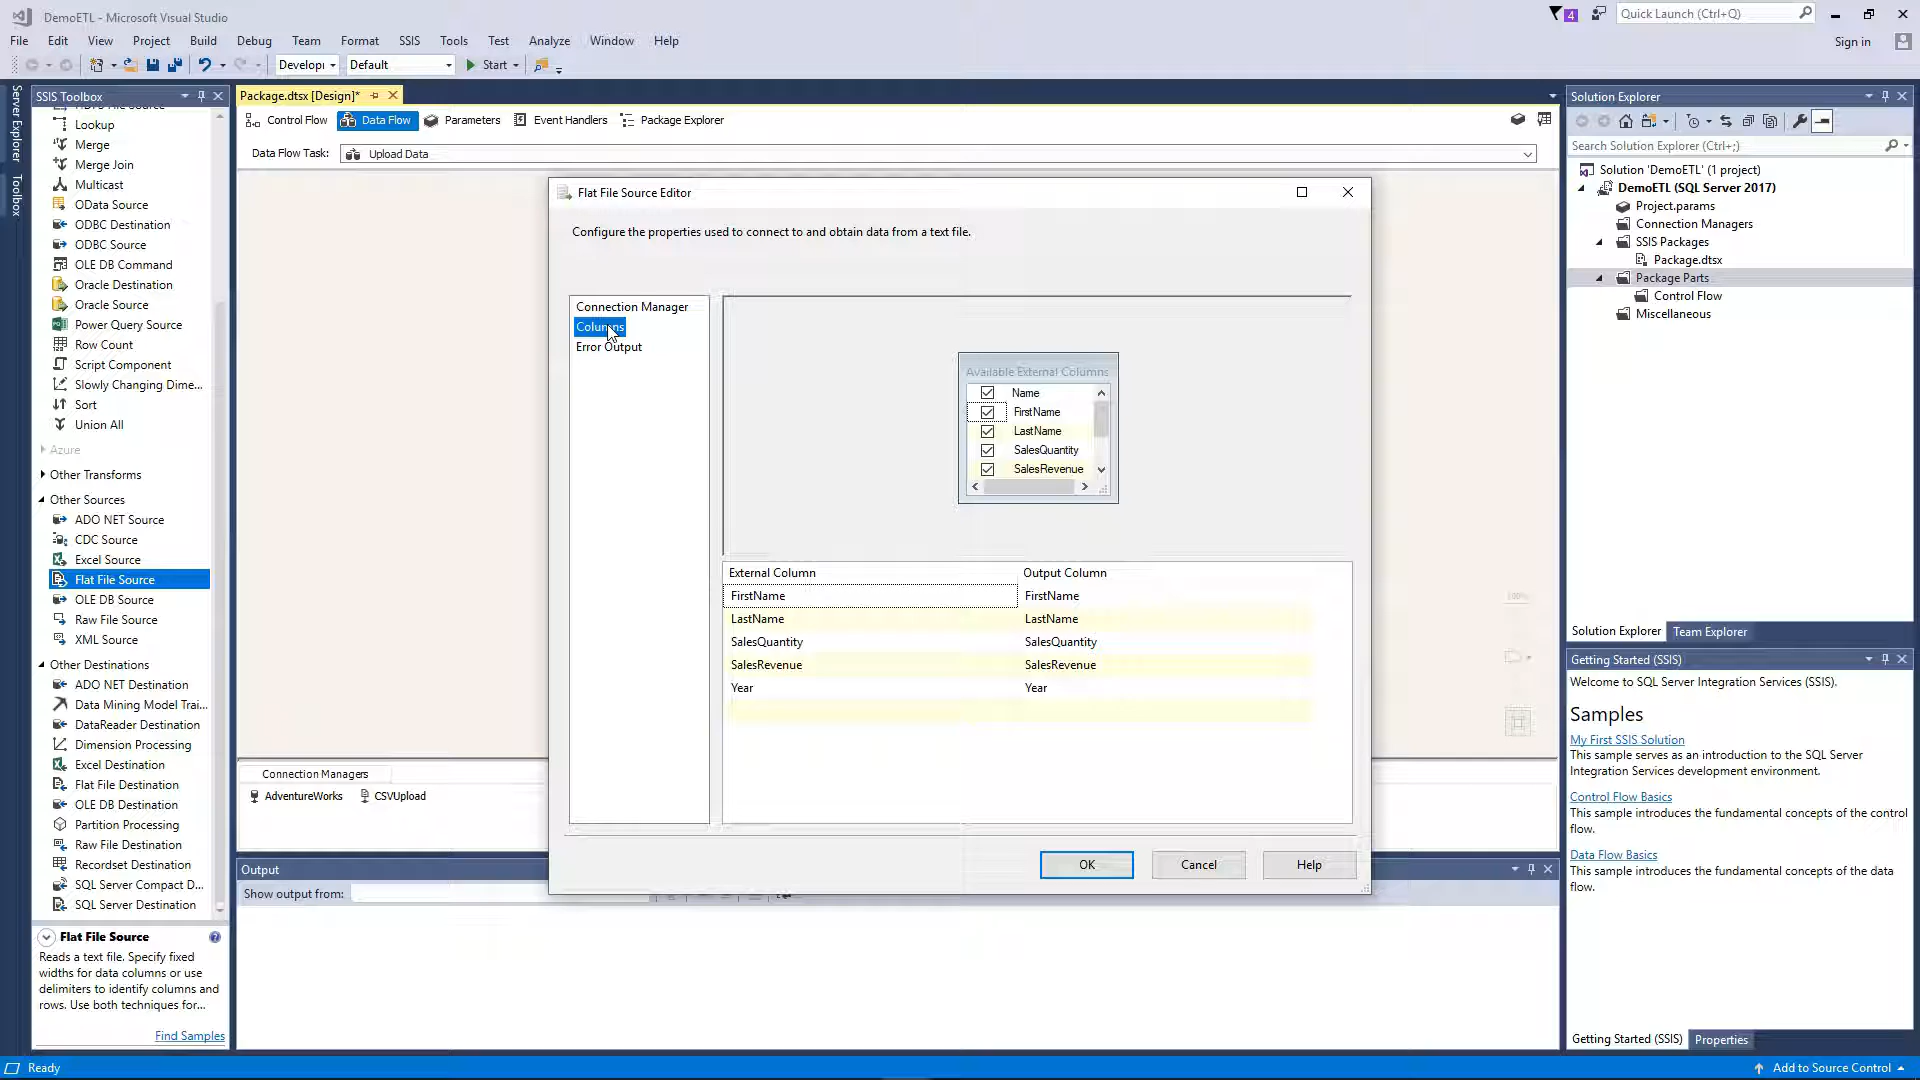 DemoETL - Microsoft Visual Studio
4
Quick Launch (Ctrl+Q)
File Edit View Project Build Debug Team Format SSIS Tools Test Analyze Window Help
Sign in
Develop Default Start
Server Explorer
Toolbox
SSIS Toolbox
Lookup
Merge
Merge Join
Multicast
OData Source
ODBC Destination
ODBC Source
OLE DB Command
Oracle Destination
Oracle Source
Power Query Source
Row Count
Script Component
Slowly Changing Dime...
Sort
Union All
Azure
Other Transforms
Other Sources
ADO NET Source
CDC Source
Excel Source
Flat File Source
OLE DB Source
Raw File Source
XML Source
Other Destinations
ADO NET Destination
Data Mining Model Trai...
DataReader Destination
Dimension Processing
Excel Destination
Flat File Destination
OLE DB Destination
Partition Processing
Raw File Destination
Recordset Destination
SQL Server Compact D...
SQL Server Destination
Flat File Source
Reads a text file. Specify fixed
widths for data columns or use
delimiters to identify columns and
rows. Use both techniques for...
Find Samples
Package.dtsx [Design]*
Control Flow Data Flow Parameters Event Handlers Package Explorer
Data Flow Task: Upload Data
Flat File Source Editor
Configure the properties used to connect to and obtain data from a text file.
Connection Manager
Columns
Error Output
Available External Columns
Name
FirstName
LastName
SalesQuantity
SalesRevenue
External Column Output Column
FirstName FirstName
LastName LastName
SalesQuantity SalesQuantity
SalesRevenue SalesRevenue
Year Year
OK Cancel Help
100%
Connection Managers
AdventureWorks CSVUpload
Output
Show output from:
Solution Explorer
Search Solution Explorer (Ctrl+;)
Solution 'DemoETL' (1 project)
DemoETL (SQL Server 2017)
Project.params
Connection Managers
SSIS Packages
Package.dtsx
Package Parts
Control Flow
Miscellaneous
Solution Explorer Team Explorer
Getting Started (SSIS)
Welcome to SQL Server Integration Services (SSIS).
Samples
My First SSIS Solution
This sample serves as an introduction to the SQL Server
Integration Services development environment.
Control Flow Basics
This sample introduces the fundamental concepts of the control
flow.
Data Flow Basics
This sample introduces the fundamental concepts of the data
flow.
Getting Started (SSIS) Properties
Ready
Add to Source Control